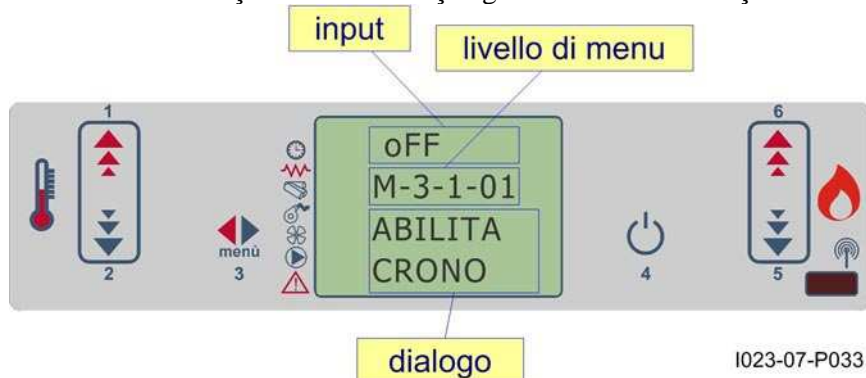 input
livello di menu
1
6
oFF
M-3-1-01
ABILITA
CRONO
menù
2
3
4
5
dialogo
I023-07-P033